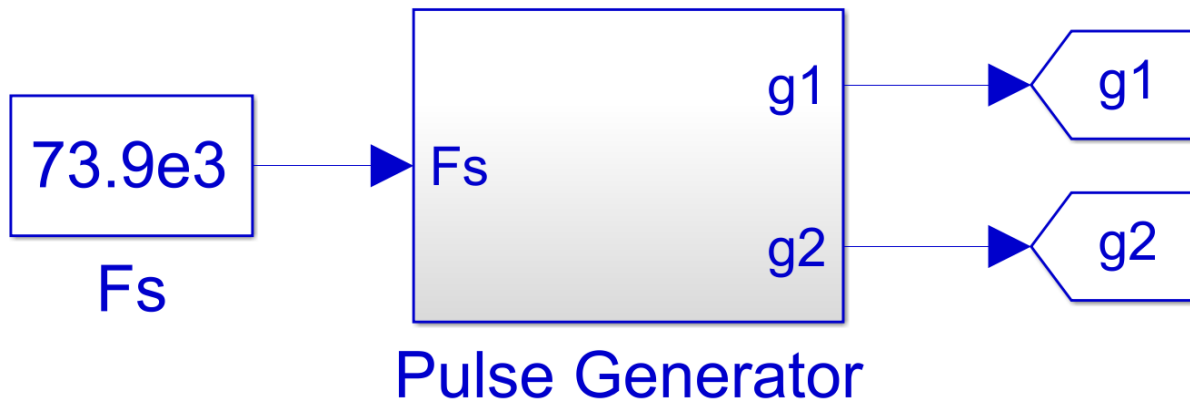 73.9e3
Fs
Fs
g1
g2
Pulse Generator
g1
g2